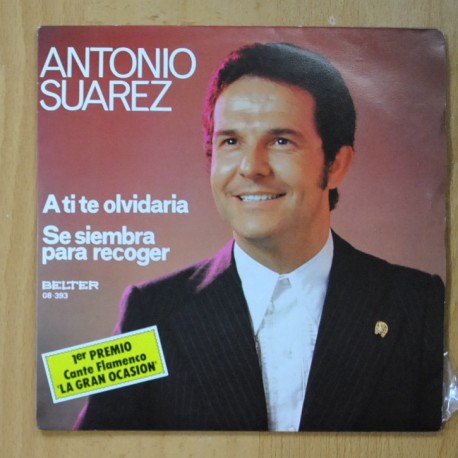 ANTONIO
SUAREZ
A ti te olvidaria
Se siembra
para recoger
BELTER
08·393
1er PREMIO
Cante Flamenco
'LA GRAN OCASION'